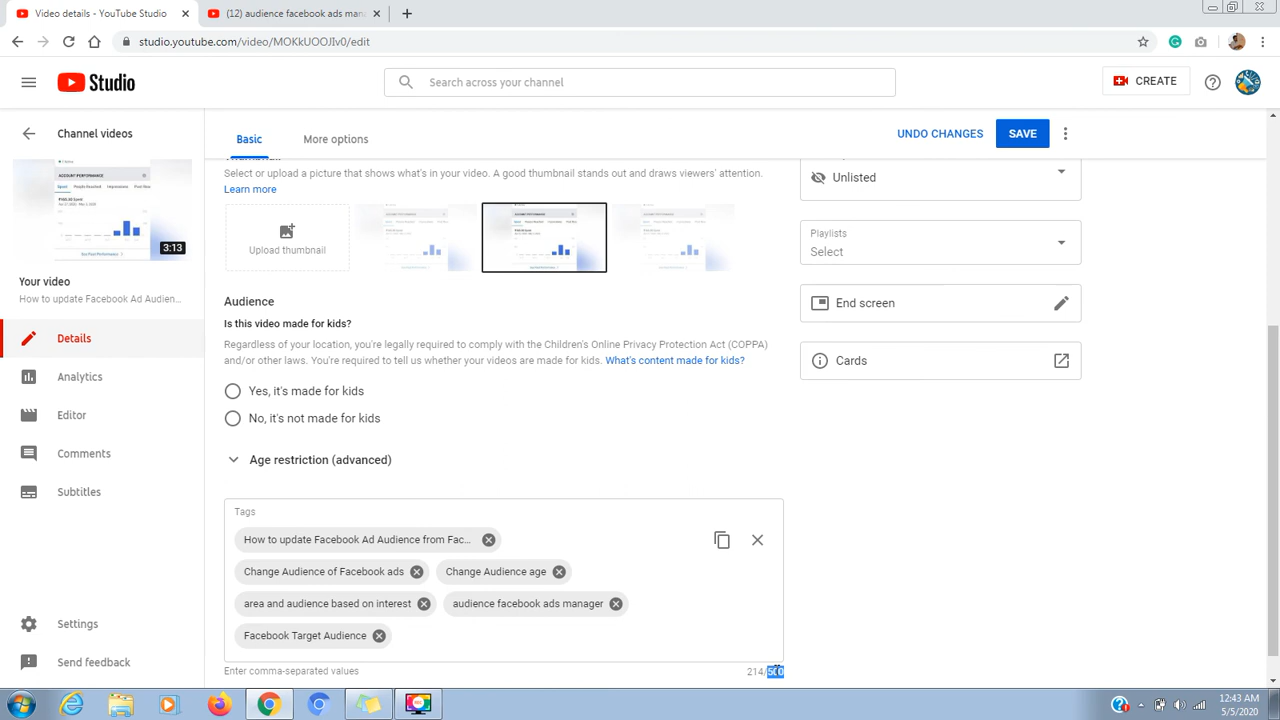 Video details - YouTube Studio
(12) audience facebook ads man
studio.youtube.com/video/MOKkUOOJIv0/edit
Studio
Search across your channel
CREATE
Channel videos
Basic
More options
UNDO CHANGES
SAVE
Select or upload a picture that shows what's in your video. A good thumbnail stands out and draws viewers' attention.
Learn more
Unlisted
Upload thumbnail
Playlists
Select
ACCOUNT PERFORMANCE
3:13
Your video
How to update Facebook Ad Audien...
End screen
Cards
Audience
Is this video made for kids?
Regardless of your location, you're legally required to comply with the Children's Online Privacy Protection Act (COPPA)
and/or other laws. You're required to tell us whether your videos are made for kids. What's content made for kids?
Yes, it's made for kids
No, it's not made for kids
Age restriction (advanced)
Details
Analytics
Editor
Comments
Subtitles
Settings
Send feedback
Tags
How to update Facebook Ad Audience from Fac...
Change Audience of Facebook ads
Change Audience age
area and audience based on interest
audience facebook ads manager
Facebook Target Audience
Enter comma-separated values
214/500
12:43 AM
5/5/2020